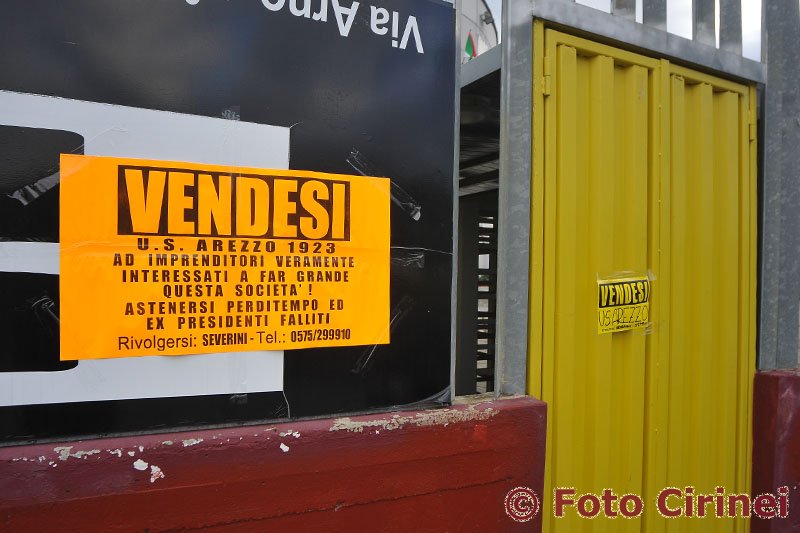 Via Arno
VENDESI
U.S. AREZZO 1923
AD IMPRENDITORI VERAMENTE
INTERESSATI A FAR GRANDE
QUESTA SOCIETA'!
ASTENERSI PERDITEMPO ED
EX PRESIDENTI FALLITI
Rivolgersi: SEVERINI - Tel.: 0575/299910
VENDESI
US AREZZO
© Foto Cirinei